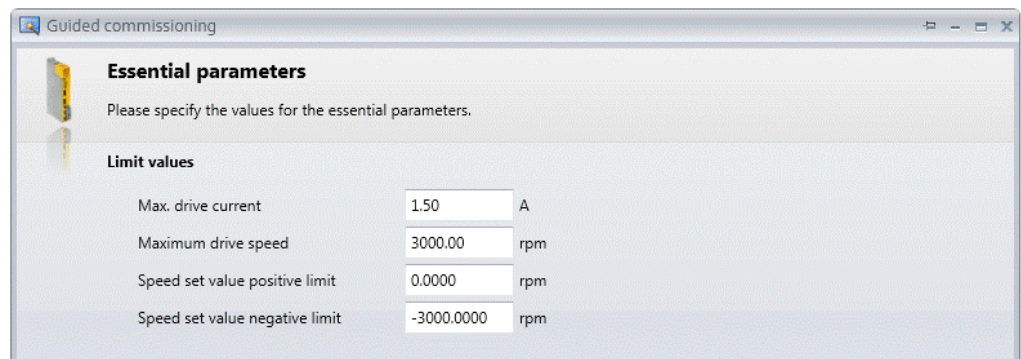 Guided commissioning
Essential parameters
Please specify the values for the essential parameters.
Limit values
Max. drive current 1.50 A
Maximum drive speed 3000.00 rpm
Speed set value positive limit 0.0000 rpm
Speed set value negative limit -3000.0000 rpm